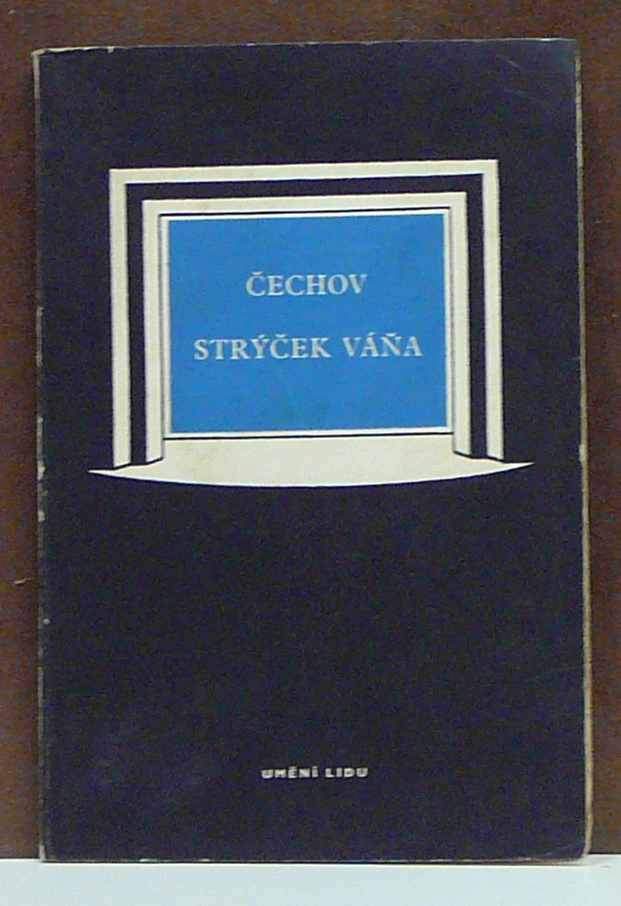 ČECHOV
STRÝČEK VÁŇA
UMĚNÍ LIDU